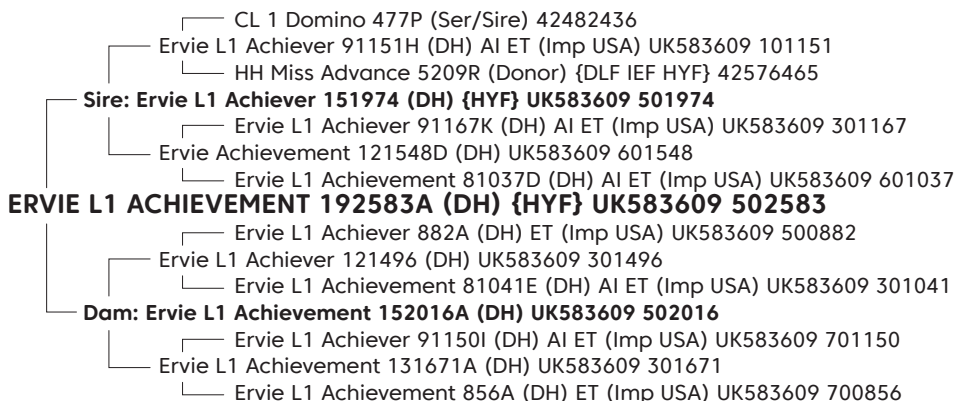 CL 1 Domino 477P (Ser/Sire) 42482436
Ervie L1 Achiever 91151H (DH) AI ET (Imp USA) UK583609 101151
HH Miss Advance 5209R (Donor) {DLF IEF HYF} 42576465
Sire: Ervie L1 Achiever 151974 (DH) {HYF} UK583609 501974
Ervie L1 Achiever 91167K (DH) AI ET (Imp USA) UK583609 301167
Ervie Achievement 121548D (DH) UK583609 601548
Ervie L1 Achievement 81037D (DH) AI ET (Imp USA) UK583609 601037
ERVIE L1 ACHIEVEMENT 192583A (DH) {HYF} UK583609 502583
Ervie L1 Achiever 882A (DH) ET (Imp USA) UK583609 500882
Ervie L1 Achiever 121496 (DH) UK583609 301496
Ervie L1 Achievement 81041E (DH) AI ET (Imp USA) UK583609 301041
Dam: Ervie L1 Achievement 152016A (DH) UK583609 502016
Ervie L1 Achiever 91150I (DH) AI ET (Imp USA) UK583609 701150
Ervie L1 Achievement 131671A (DH) UK583609 301671
Ervie L1 Achievement 856A (DH) ET (Imp USA) UK583609 700856